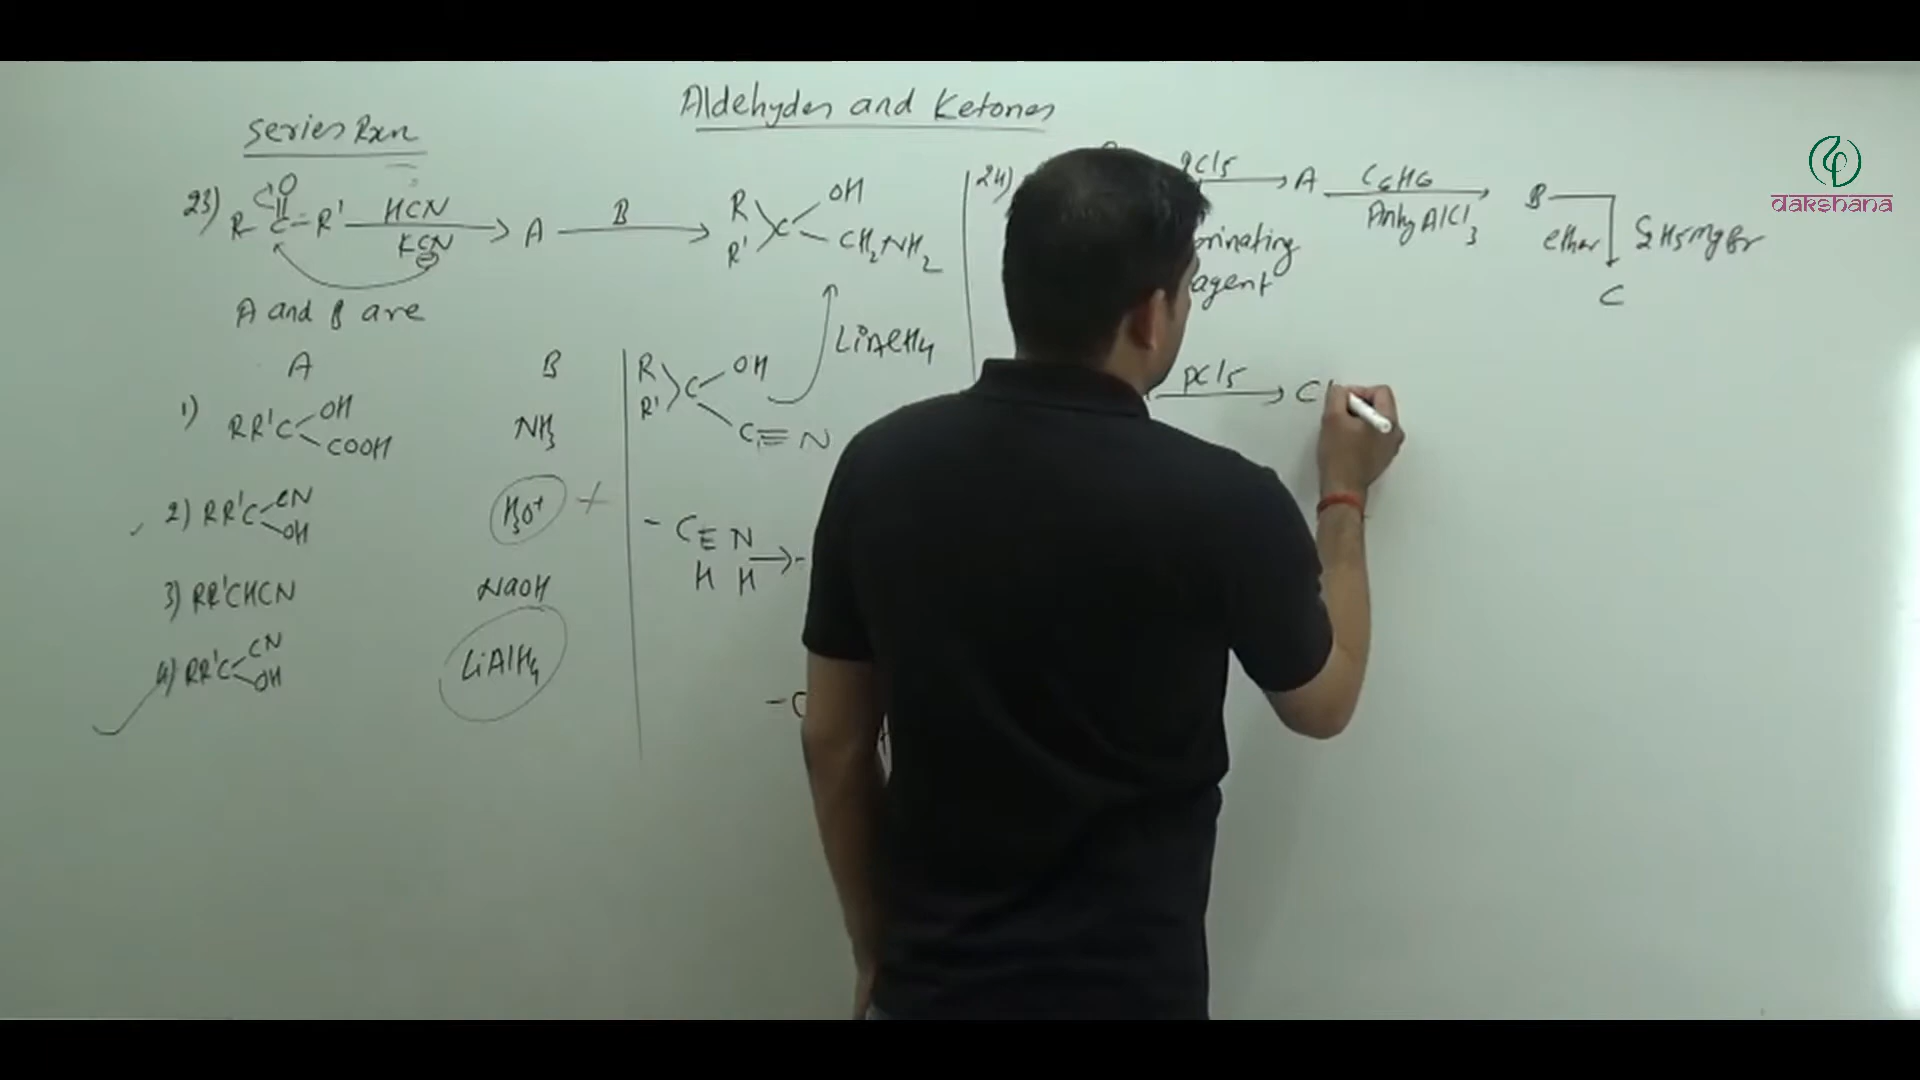 Aldehydes and Ketones
Series Rxn
23) R-C-R' HCN KCN A B R R' C OH CH2NH2
O
A and B are
A B
1) RR'C OH COOH NH3
2) RR'C CN OH H3O+
3) RR'CHCN NaOH
4) RR'C CN OH LiAlH4
R R' C OH C≡N LiAlH4
-C≡N
H H
24) PCl5 A C6H6 Anhy AlCl3 B
agent
ether C2H5MgBr
C
PCl5
dakshana